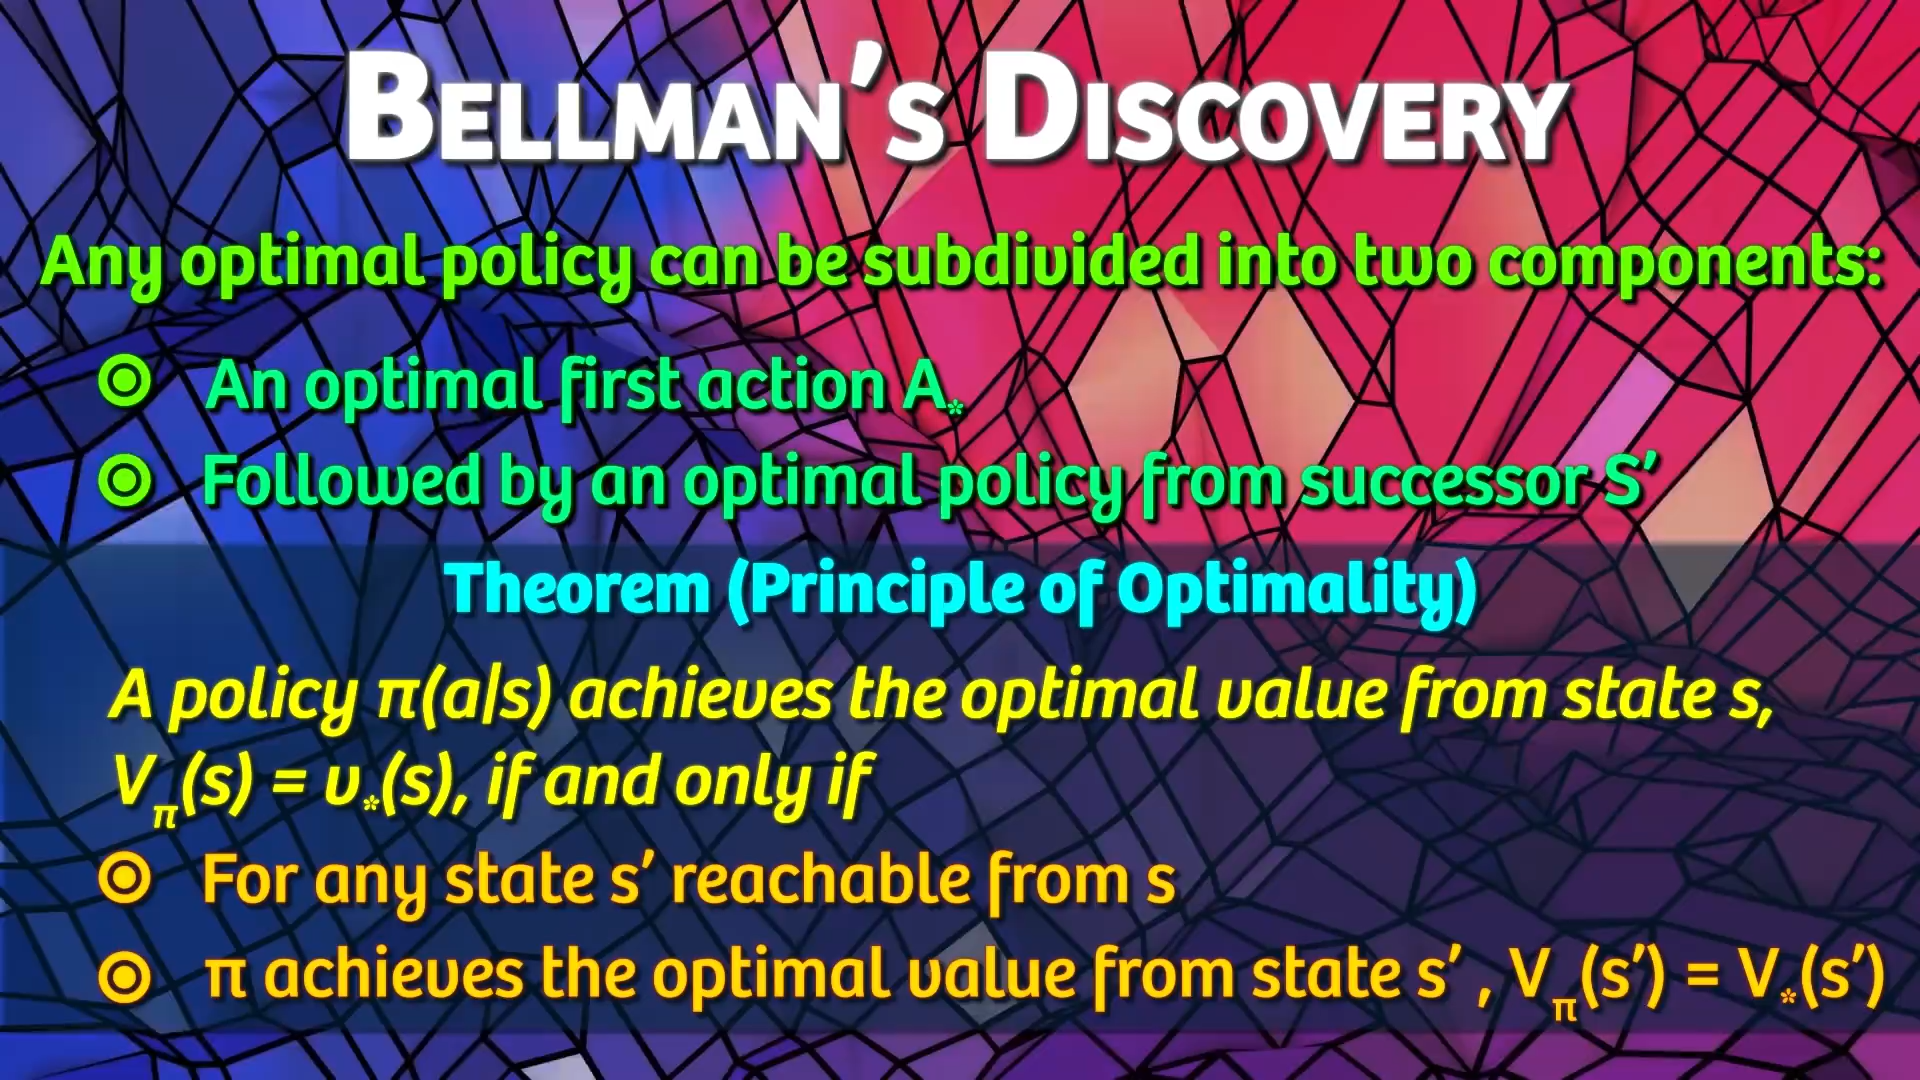 Bellman's Discovery
Any optimal policy can be subdivided into two components:
An optimal first action A*
Followed by an optimal policy from successor S'
Theorem (Principle of Optimality)
A policy π(a|s) achieves the optimal value from state s,
Vπ(s) = υ*(s), if and only if
For any state s' reachable from s
π achieves the optimal value from state s' , Vπ(s') = V*(s')